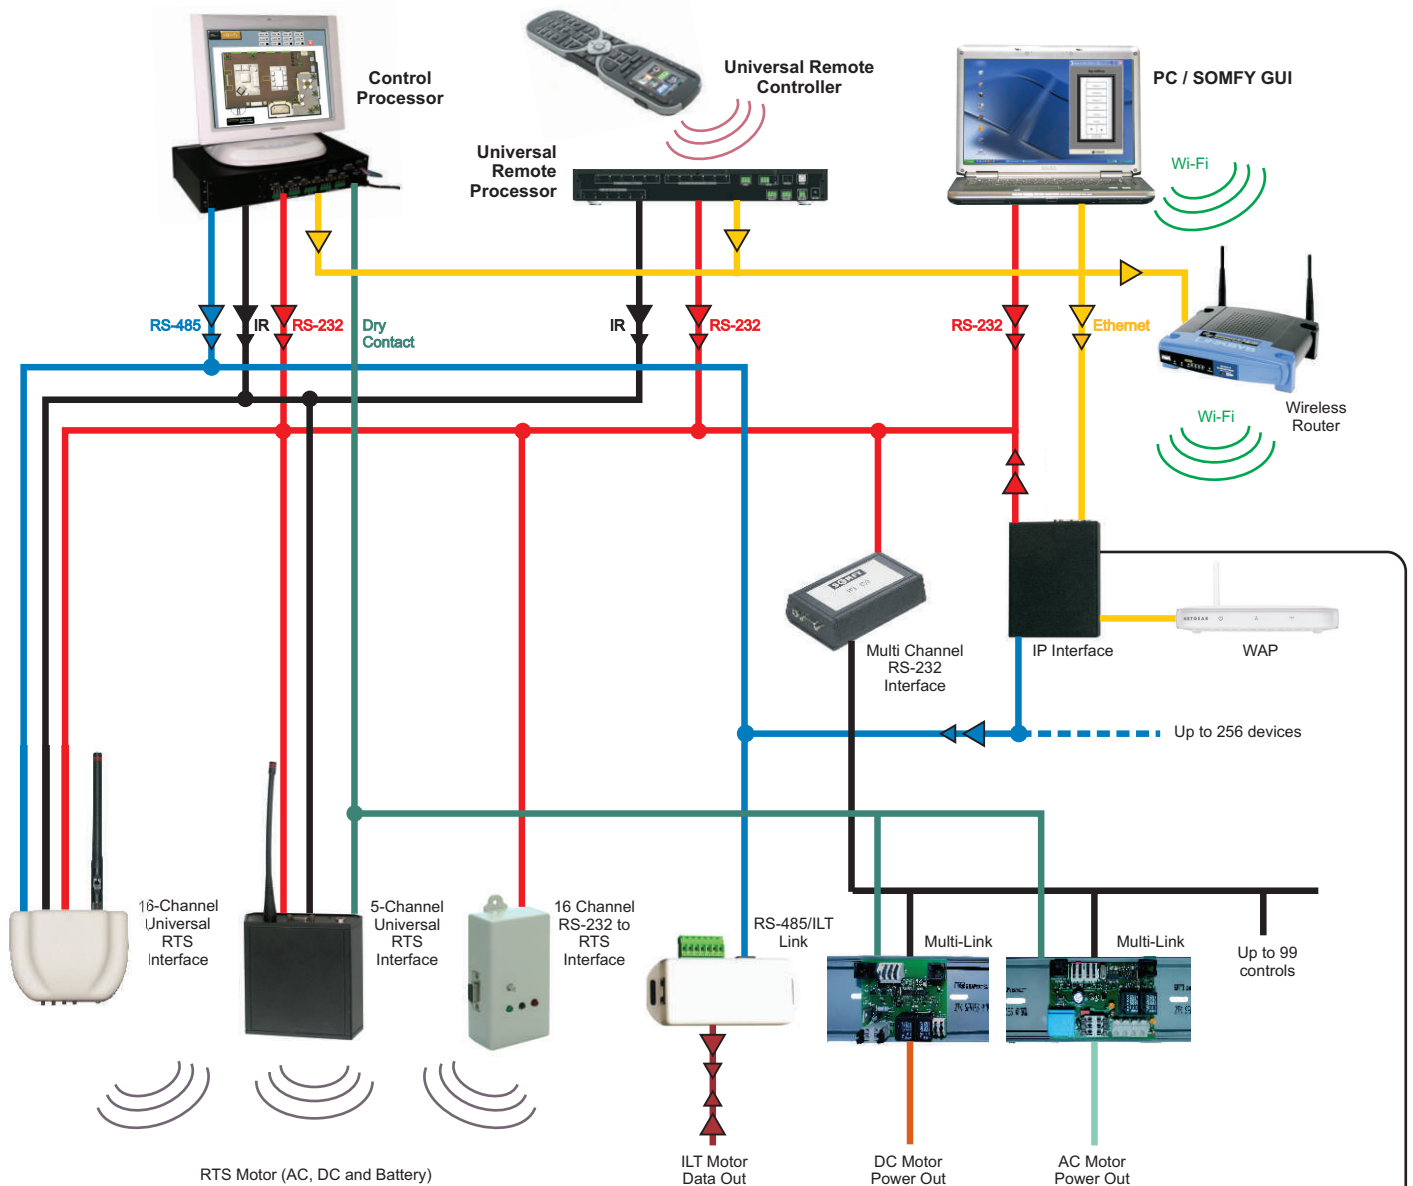 Control
Processor
Universal Remote
Controller
PC / SOMFY GUI
Universal
Remote
Processor
Wi-Fi
RS-485
IR
RS-232
Dry
Contact
IR
RS-232
RS-232
Ethernet
Wireless
Router
Wi-Fi
SOMFY
Multi Channel
RS-232
Interface
IP Interface
NETGEAR
WAP
Up to 256 devices
16-Channel
Universal
RTS
Interface
5-Channel
Universal
RTS
Interface
16 Channel
RS-232 to
RTS
Interface
RS-485/ILT
Link
Multi-Link
Multi-Link
Up to 99
controls
RTS Motor (AC, DC and Battery)
ILT Motor
Data Out
DC Motor
Power Out
AC Motor
Power Out